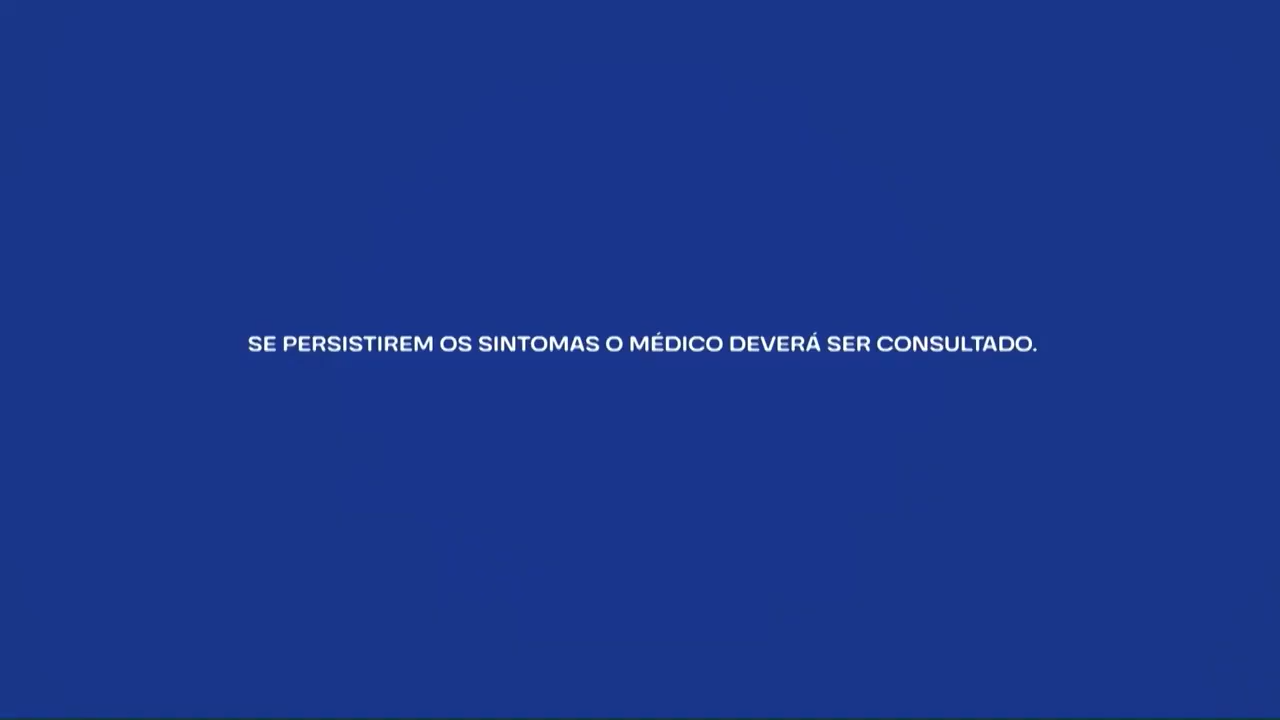 SE PERSISTIREM OS SINTOMAS O MÉDICO DEVERÁ SER CONSULTADO.